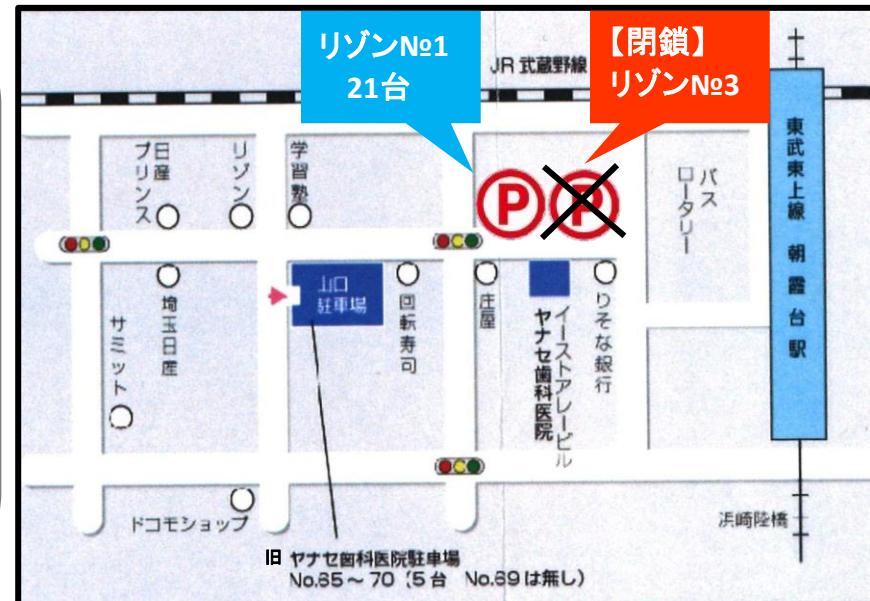 リゾン№1
21台
【閉鎖】
リゾン№3
JR 武蔵野線
日産
プリンス
リゾン
学習塾
P
P
バス
ロータリー
東武東上線 朝霞台駅
山口
駐車場
回転寿司
庄屋
イーストアレービル
ヤナセ歯科医院
りそな銀行
埼玉日産
サミット
ドコモショップ
浜崎陸橋
旧 ヤナセ歯科医院駐車場
No.65～70（5台 No.69は無し）